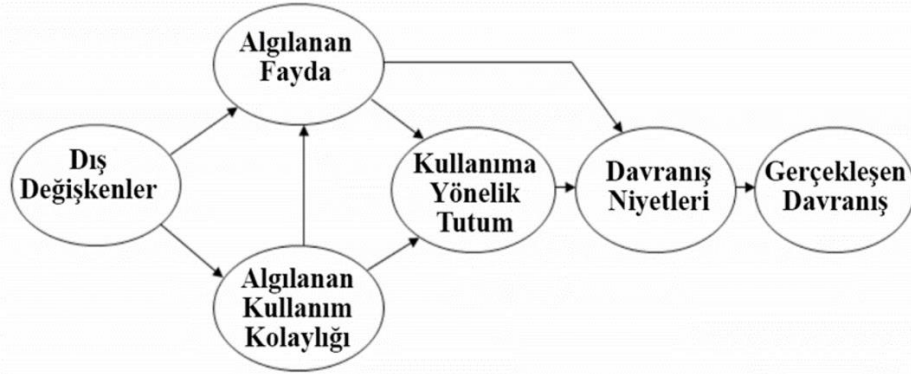 Algılanan
Fayda
Dış
Değişkenler
Kullanıma
Yönelik
Tutum
Davranış
Niyetleri
Gerçekleşen
Davranış
Algılanan
Kullanım
Kolaylığı